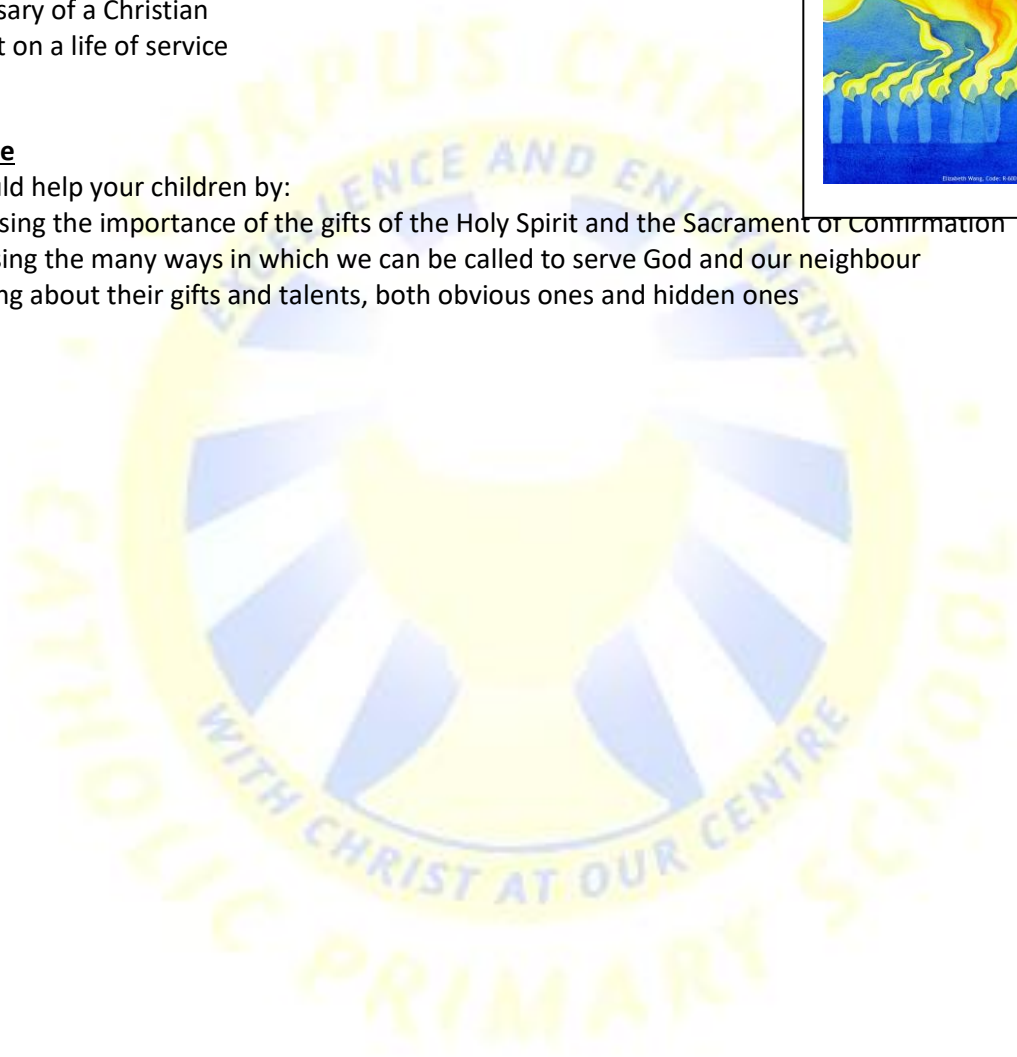 sary of a Christian
t on a life of service
e
ld help your children by:
sing the importance of the gifts of the Holy Spirit and the Sacrament of Confirmation
sing the many ways in which we can be called to serve God and our neighbour
ng about their gifts and talents, both obvious ones and hidden ones
CORPUS CHRI
EXCELLENCE AND ENJOYMENT
WITH CHRIST AT OUR CENTRE
CATHOLIC PRIMARY SCHOOL